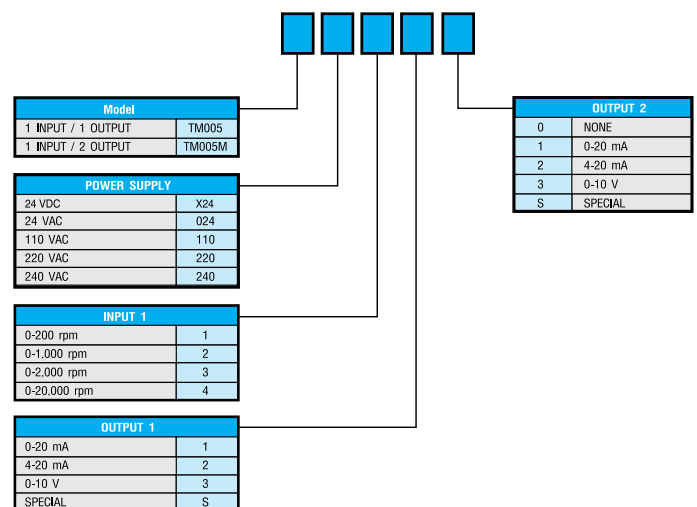 Model
1 INPUT / 1 OUTPUT TM005
1 INPUT / 2 OUTPUT TM005M
POWER SUPPLY
24 VDC X24
24 VAC 024
110 VAC 110
220 VAC 220
240 VAC 240
INPUT 1
0-200 rpm 1
0-1,000 rpm 2
0-2,000 rpm 3
0-20,000 rpm 4
OUTPUT 1
0-20 mA 1
4-20 mA 2
0-10 V 3
SPECIAL S
OUTPUT 2
0 NONE
1 0-20 mA
2 4-20 mA
3 0-10 V
S SPECIAL